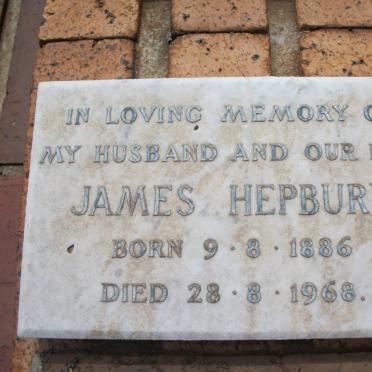 IN LOVING MEMORY O
MY HUSBAND AND OUR
JAMES HEPBUR
BORN 9·8·1886
DIED 28·8·1968.